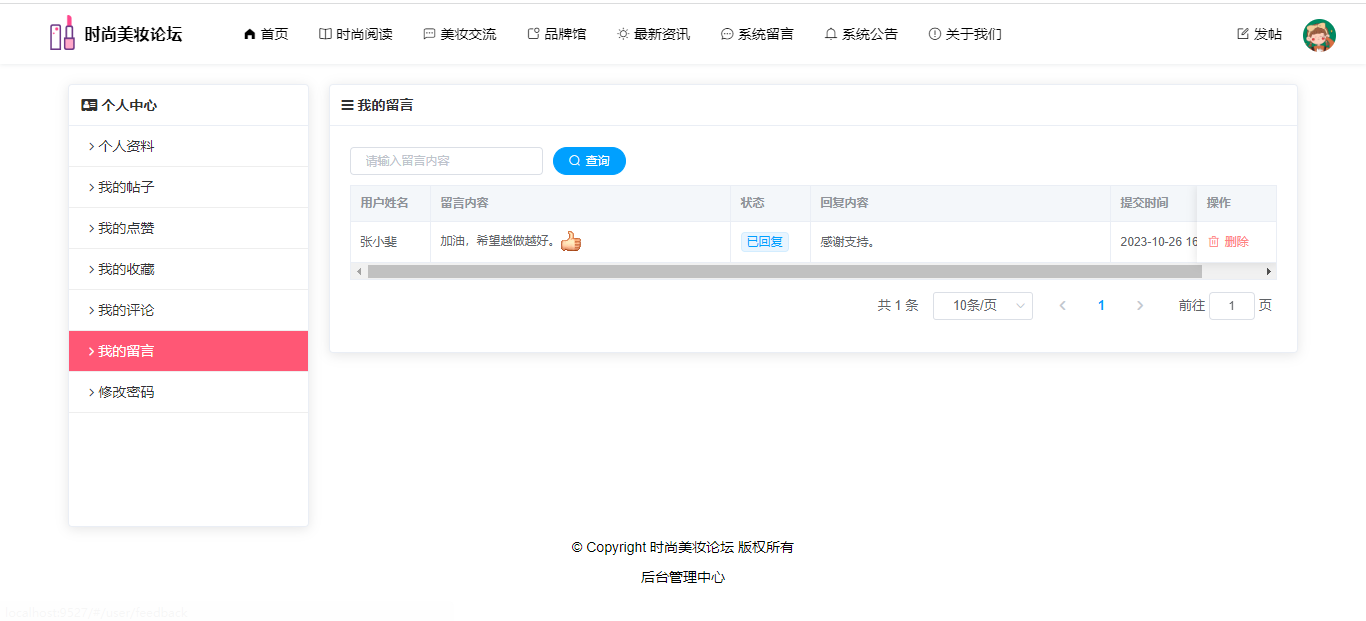 时尚美妆论坛 首页 时尚阅读 美妆交流 品牌馆 最新资讯 系统留言 系统公告 关于我们 发帖
个人中心
个人资料
我的帖子
我的点赞
我的收藏
我的评论
我的留言
修改密码
我的留言
请输入留言内容 查询
用户姓名 留言内容 状态 回复内容 提交时间 操作
张小斐 加油，希望越做越好。 已回复 感谢支持。 2023-10-26 16 删除
共 1 条 10条/页 1 前往 1 页
© Copyright 时尚美妆论坛 版权所有
后台管理中心
localhost:9527/#/user/feedback